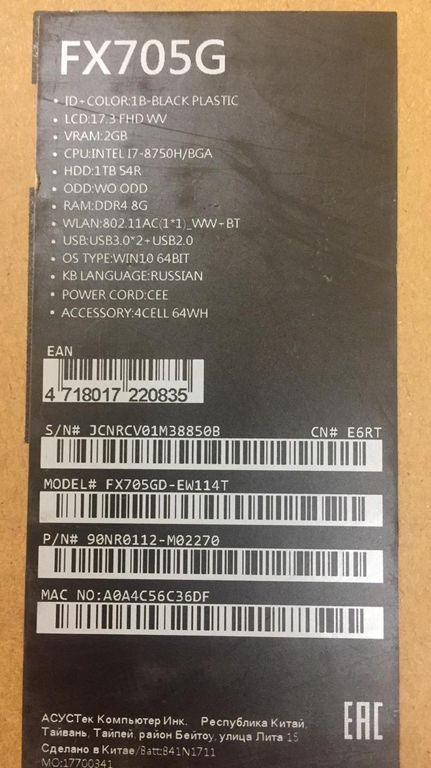 FX705G
• ID+COLOR:1B-BLACK PLASTIC
• LCD:17.3 FHD WV
• VRAM:2GB
• CPU:INTEL I7-8750H/BGA
• HDD:1TB 54R
• ODD:WO ODD
• RAM:DDR4 8G
• WLAN:802.11AC(1*1)_WW+BT
• USB:USB3.0*2+USB2.0
• OS TYPE:WIN10 64BIT
• KB LANGUAGE:RUSSIAN
• POWER CORD:CEE
• ACCESSORY:4CELL 64WH
EAN
4 718017 220835
S/N# JCNRCV01M38850B CN# E6RT
MODEL# FX705GD-EW114T
P/N# 90NR0112-M02270
MAC NO:A0A4C56C36DF
EAC
АСУСТек Компьютер Инк. Республика Китай,
Тайвань, Тайпей, район Бейтоу, улица Лита 15
Сделано в Китае/Batt:B41N1711
MO:17700341